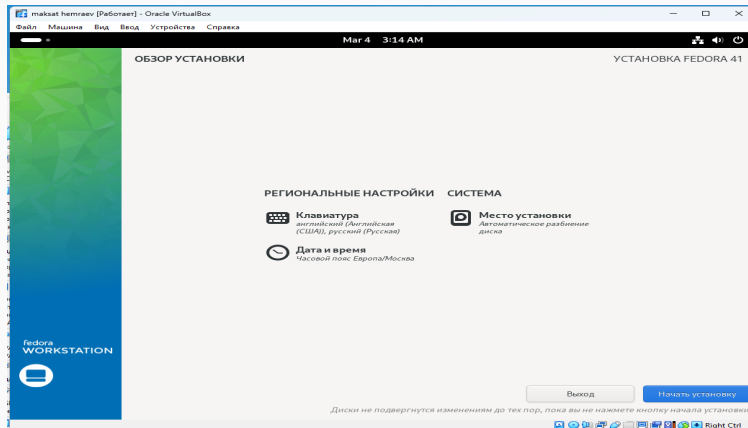 maksat hemraev [Работает] - Oracle VirtualBox
Файл Машина Вид Ввод Устройства Справка
Mar 4 3:14 AM
ОБЗОР УСТАНОВКИ
УСТАНОВКА FEDORA 41
РЕГИОНАЛЬНЫЕ НАСТРОЙКИ
СИСТЕМА
Клавиатура
английский (Английская
(США)), русский (Русская)
Место установки
Автоматическое разбиение
диска
Дата и время
Часовой пояс Европа/Москва
fedora
WORKSTATION
Выход
Начать установку
Диски не подвергнутся изменениям до тех пор, пока вы не нажмете кнопку начала установки
Right Ctrl